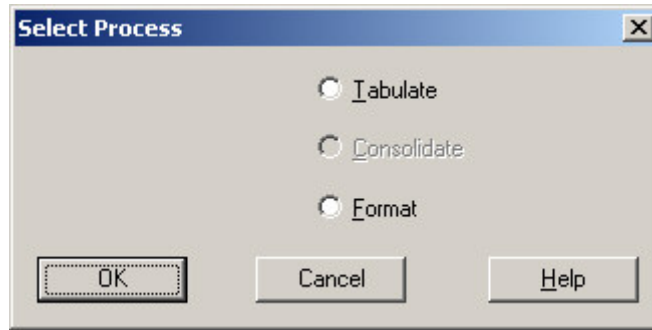 Select Process
Tabulate
Consolidate
Format
OK Cancel Help